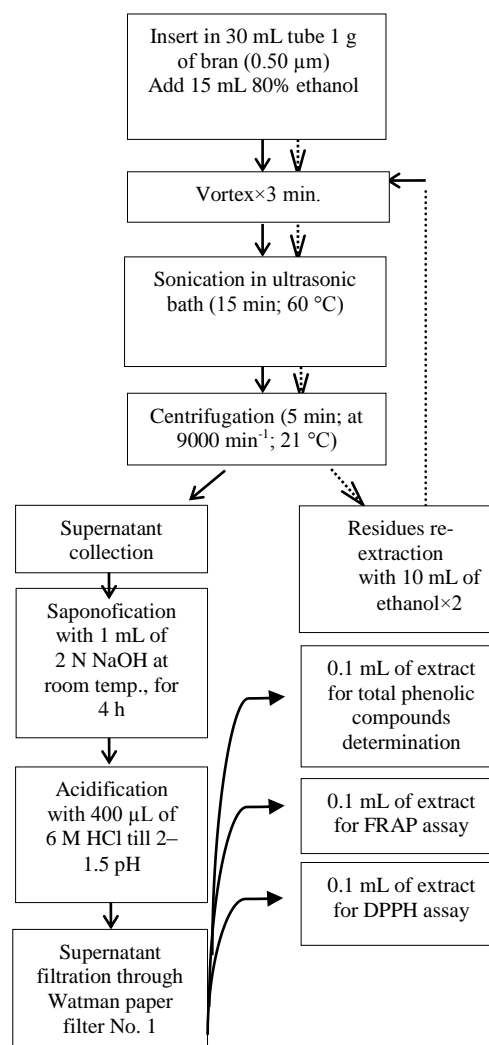 Insert in 30 mL tube 1 g
of bran (0.50 µm)
Add 15 mL 80% ethanol
Vortex×3 min.
Sonication in ultrasonic
bath (15 min; 60 °C)
Centrifugation (5 min; at
9000 min⁻¹; 21 °C)
Supernatant
collection
Saponofication
with 1 mL of
2 N NaOH at
room temp., for
4 h
Acidification
with 400 µL of
6 M HCl till 2–
1.5 pH
Supernatant
filtration through
Watman paper
filter No. 1
Residues re-
extraction
with 10 mL of
ethanol×2
0.1 mL of extract
for total phenolic
compounds
determination
0.1 mL of extract
for FRAP assay
0.1 mL of extract
for DPPH assay